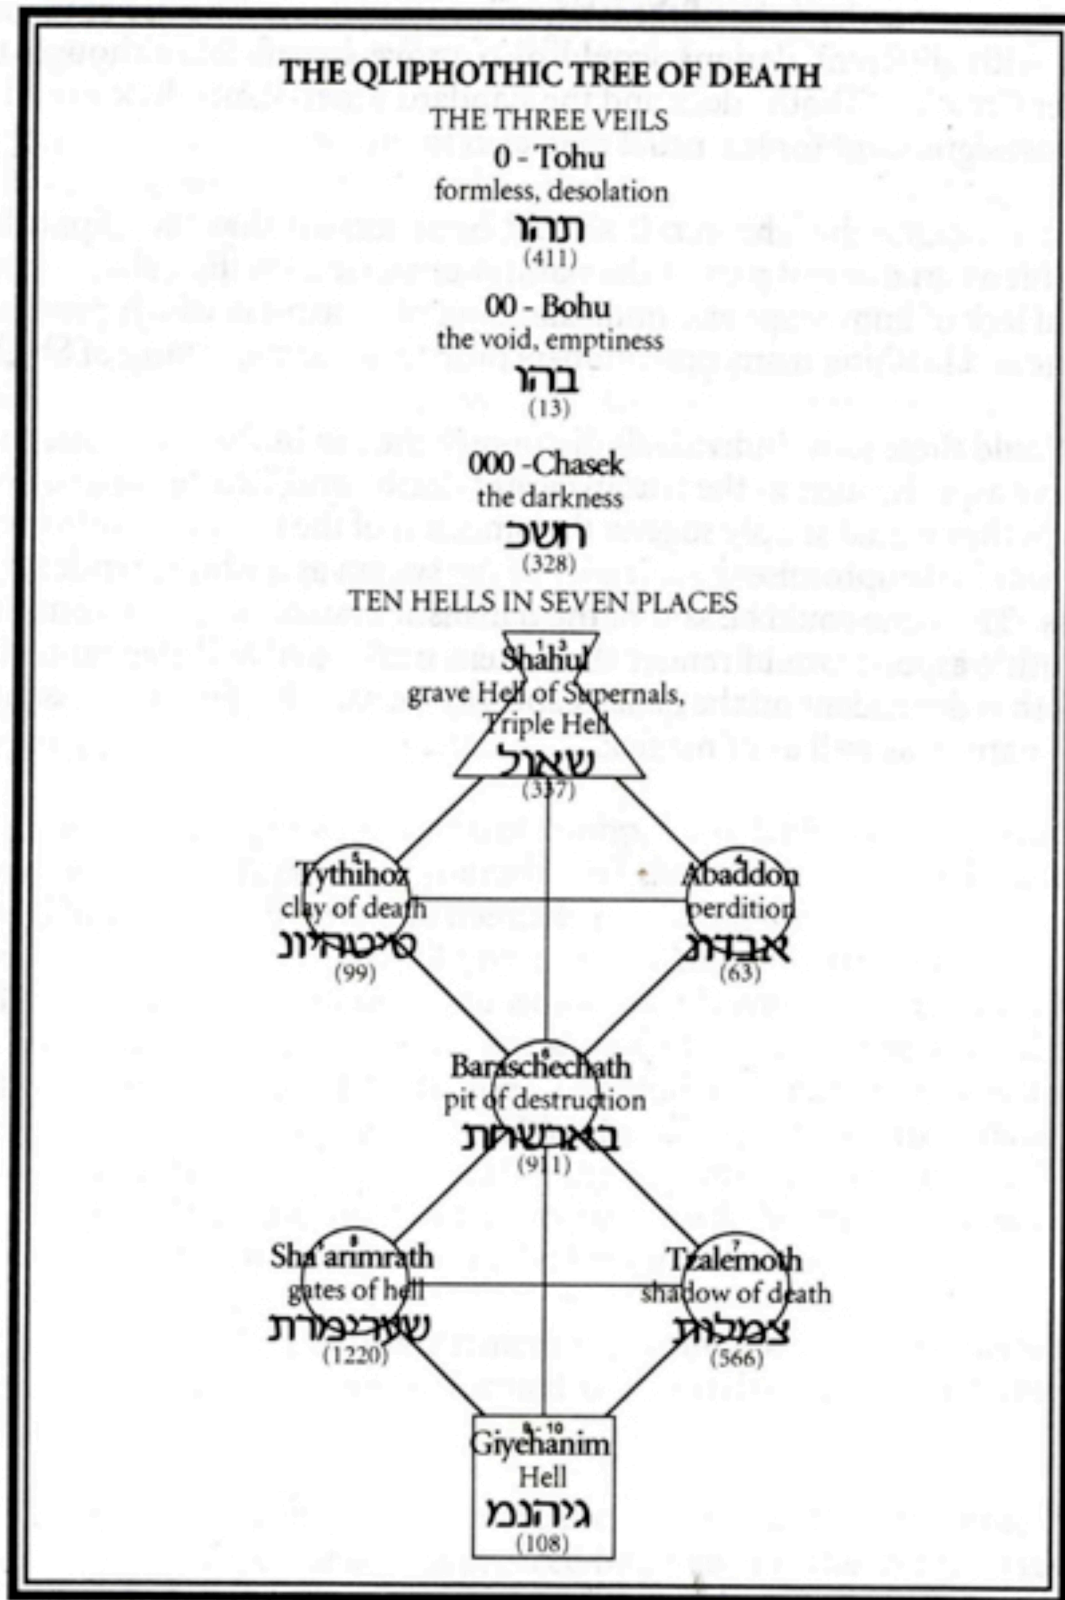 THE QLIPHOTHIC TREE OF DEATH
THE THREE VEILS
0 - Tohu
formless, desolation
תהו
(411)
00 - Bohu
the void, emptiness
בהו
(13)
000 -Chasek
the darkness
חשכ
(328)
TEN HELLS IN SEVEN PLACES
1 - 3
Shahul
grave Hell of Supernals,
Triple Hell
שאול
(337)
5
Tythihoz
clay of death
טיטהיונ
(99)
4
Abaddon
perdition
אבדונ
(63)
6
Baraschechath
pit of destruction
בארשחת
(911)
8
Sha'arimrath
gates of hell
שערימרת
(1220)
7
Tzalemoth
shadow of death
צמלות
(566)
9 - 10
Giyehanim
Hell
גיהנמ
(108)